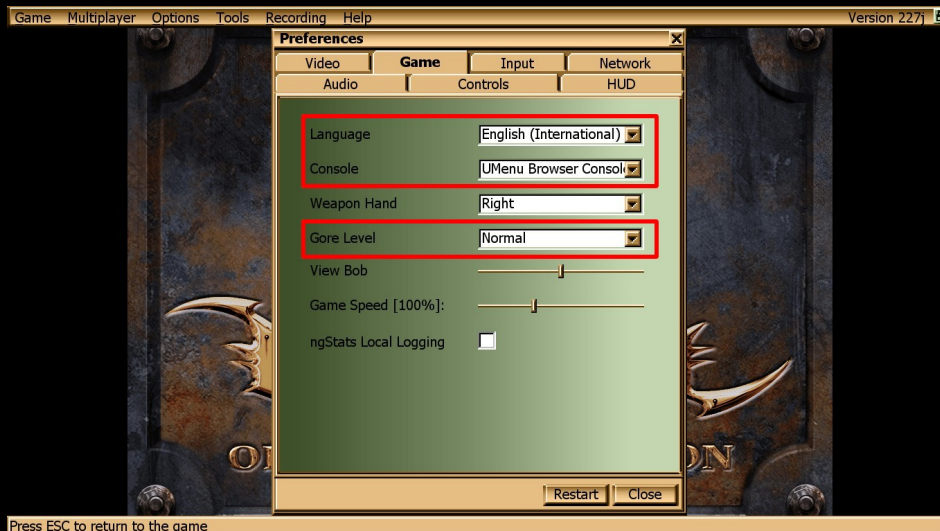 Game Multiplayer Options Tools Recording Help Version 227j
Preferences
Video Game Input Network
Audio Controls HUD
Language English (International)
Console UMenu Browser Consol
Weapon Hand Right
Gore Level Normal
View Bob
Game Speed [100%]:
ngStats Local Logging
O N
Restart Close
Press ESC to return to the game